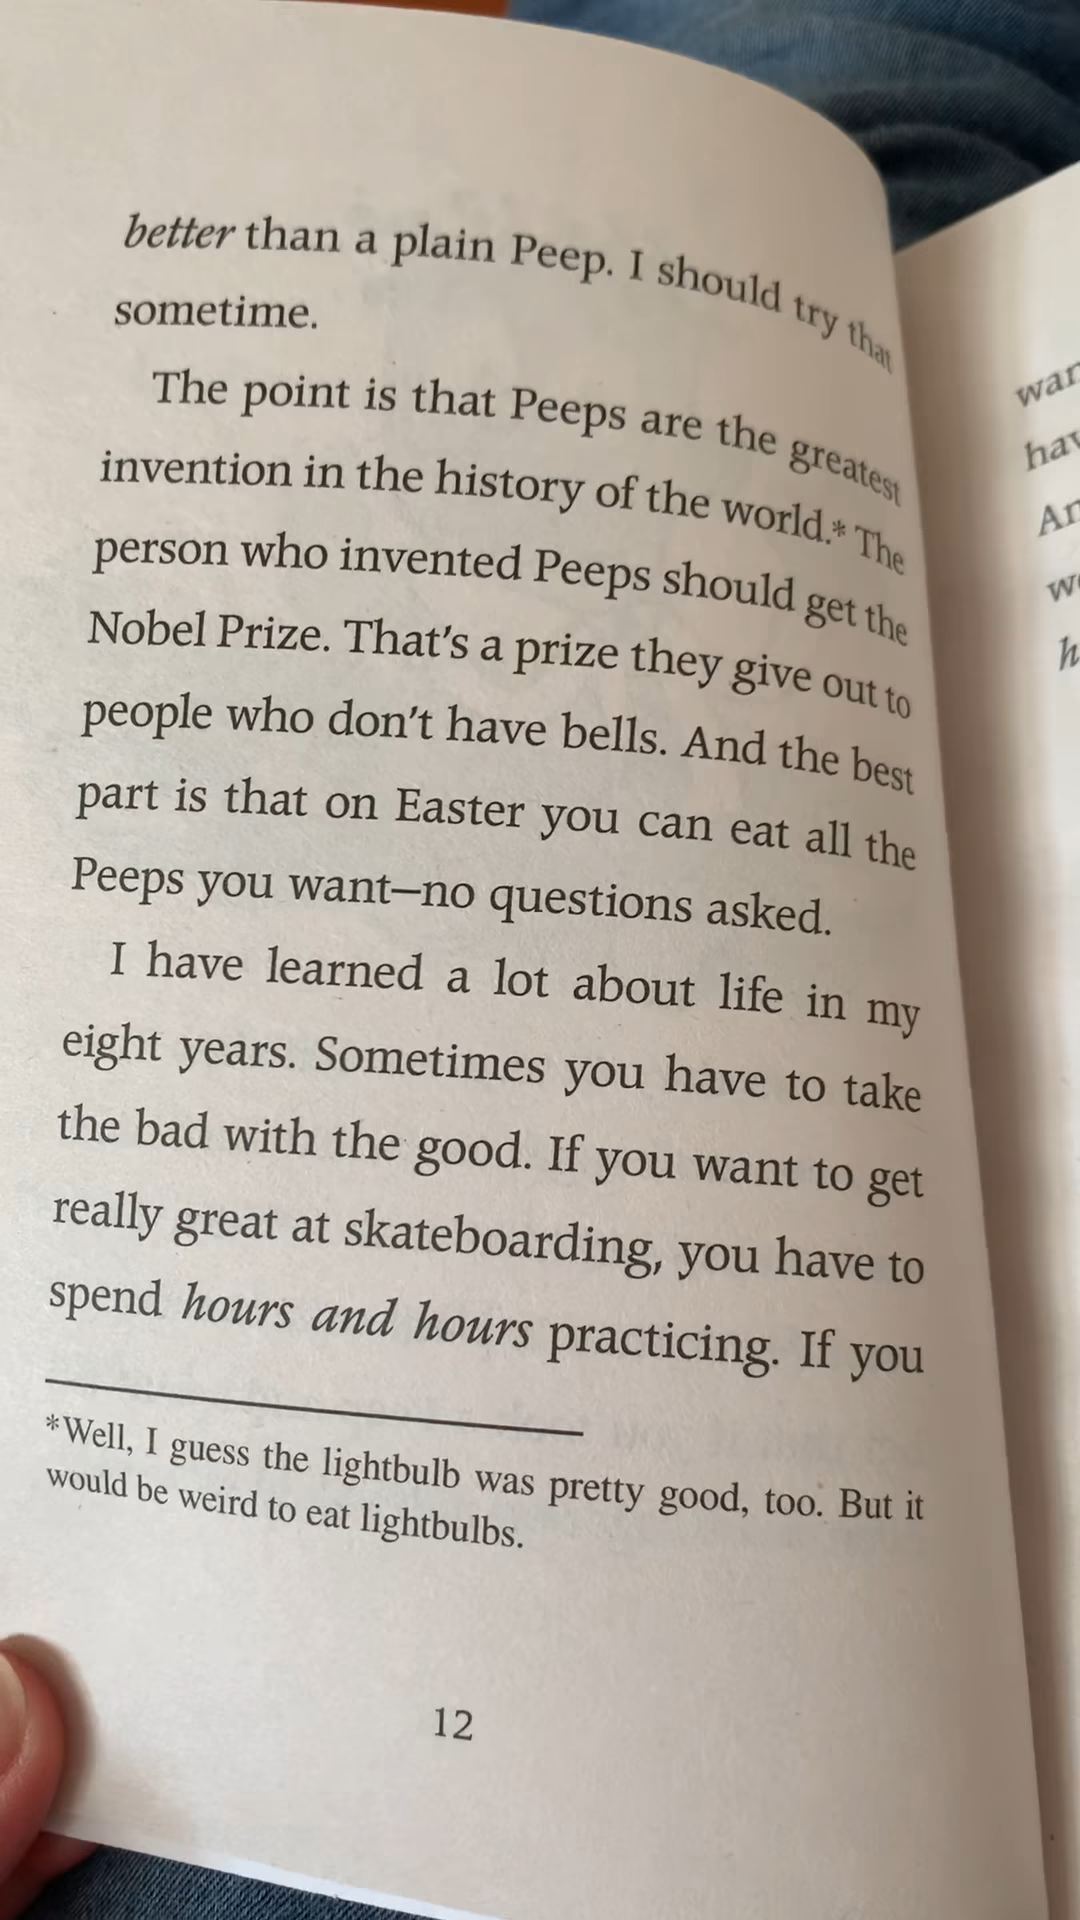 better than a plain Peep. I should try that
sometime.
The point is that Peeps are the greatest
invention in the history of the world.* The
person who invented Peeps should get the
Nobel Prize. That's a prize they give out to
people who don't have bells. And the best
part is that on Easter you can eat all the
Peeps you want—no questions asked.
I have learned a lot about life in my
eight years. Sometimes you have to take
the bad with the good. If you want to get
really great at skateboarding, you have to
spend hours and hours practicing. If you
*Well, I guess the lightbulb was pretty good, too. But it
would be weird to eat lightbulbs.
12